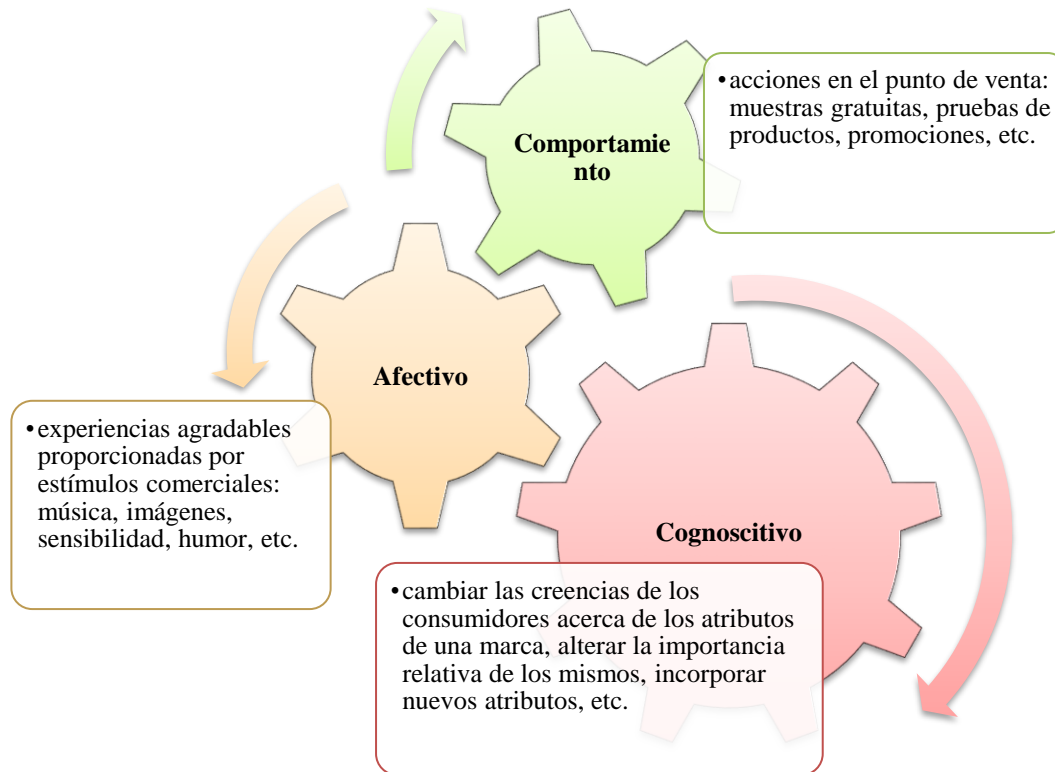 Comportamie
nto
•acciones en el punto de venta:
muestras gratuitas, pruebas de
productos, promociones, etc.
Afectivo
•experiencias agradables
proporcionadas por
estímulos comerciales:
música, imágenes,
sensibilidad, humor, etc.
Cognoscitivo
•cambiar las creencias de los
consumidores acerca de los atributos
de una marca, alterar la importancia
relativa de los mismos, incorporar
nuevos atributos, etc.